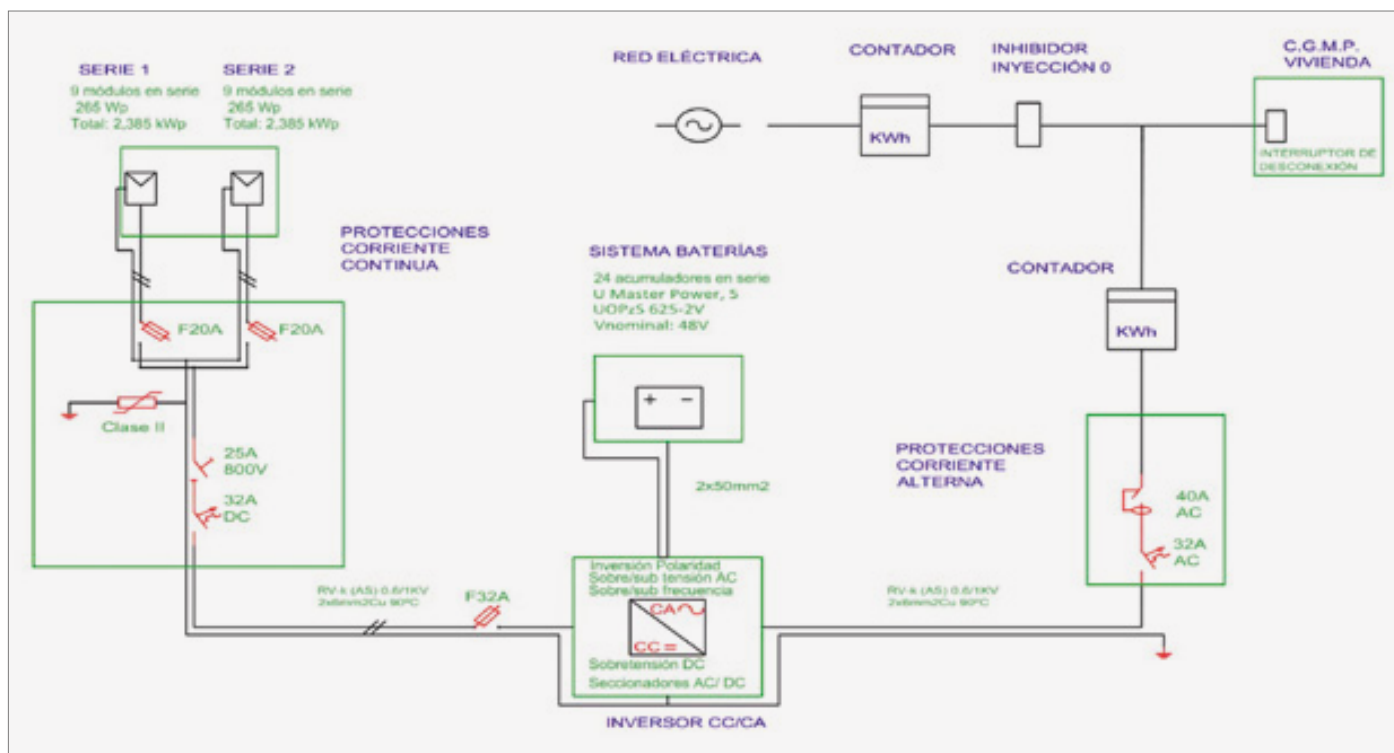 SERIE 1
9 módulos en serie
265 Wp
Total: 2,385 kWp
SERIE 2
9 módulos en serie
265 Wp
Total: 2,385 kWp
RED ELÉCTRICA
CONTADOR
KWh
INHIBIDOR
INYECCIÓN 0
C.G.M.P.
VIVIENDA
INTERRUPTOR DE
DESCONEXIÓN
PROTECCIONES
CORRIENTE
CONTINUA
F20A
F20A
Clase II
25A
800V
32A
DC
SISTEMA BATERÍAS
24 acumuladores en serie
U Master Power, 5
UOPzS 625-2V
Vnominal: 48V
+ -
2x50mm2
CONTADOR
KWh
PROTECCIONES
CORRIENTE
ALTERNA
40A
AC
32A
AC
RV-k (AS) 0.6/1KV
2x6mm2Cu 90ºC
F32A
Inversión Polaridad
Sobre/sub tensión AC
Sobre/sub frecuencia
CA
CC =
Sobretensión DC
Seccionadores AC/ DC
INVERSOR CC/CA
RV-k (AS) 0.6/1KV
2x6mm2Cu 90ºC